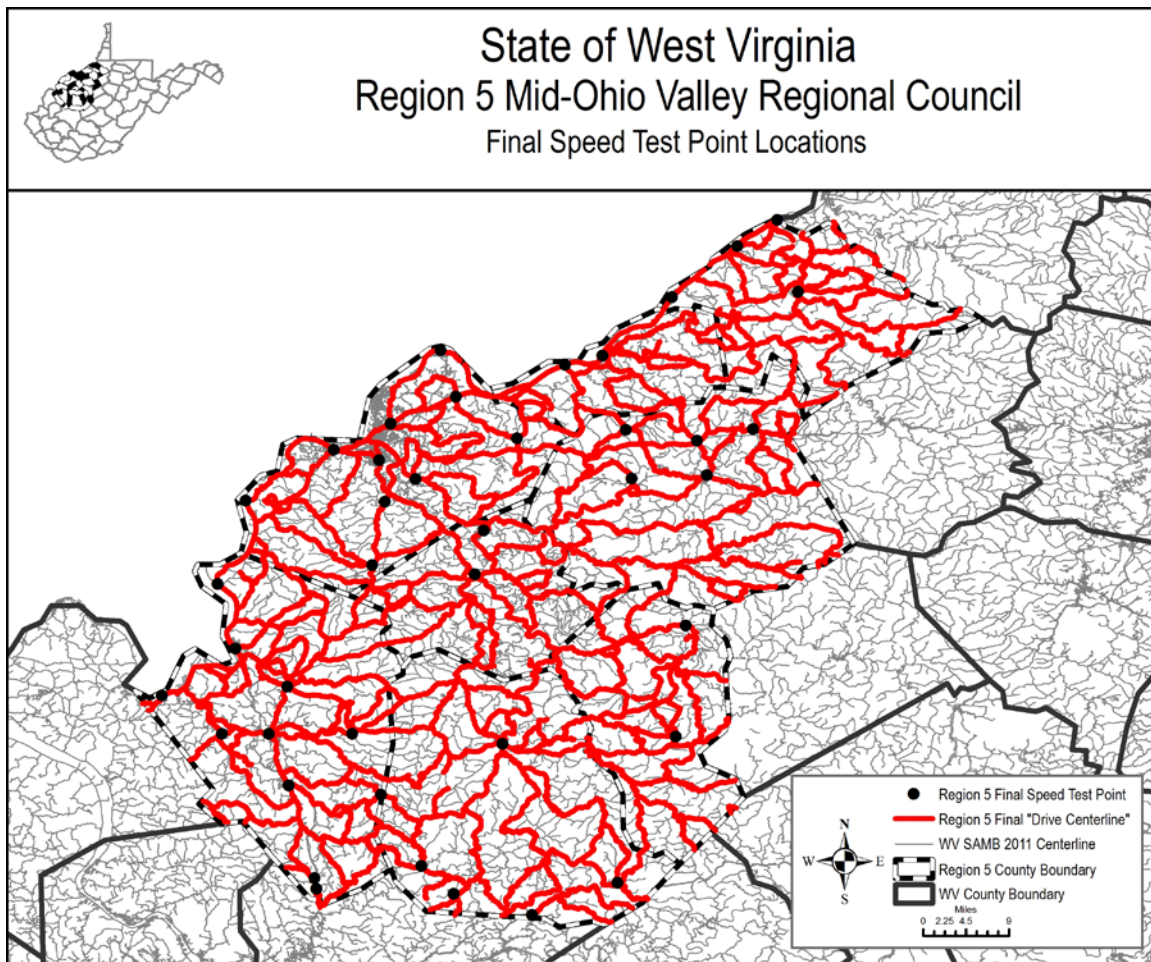 State of West Virginia
Region 5 Mid-Ohio Valley Regional Council
Final Speed Test Point Locations
Region 5 Final Speed Test Point
Region 5 Final "Drive Centerline"
WV SAMB 2011 Centerline
Region 5 County Boundary
WV County Boundary
N
W E
S
Miles
0 2.25 4.5 9